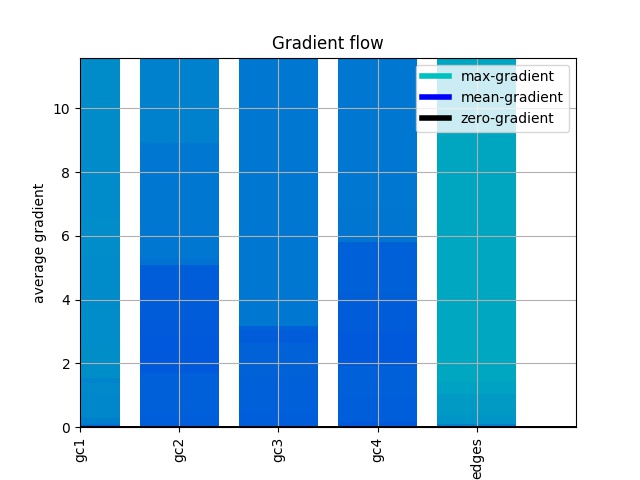 Gradient flow
max-gradient
mean-gradient
zero-gradient
average gradient
10
8
6
4
2
0
gc1
gc2
gc3
gc4
edges